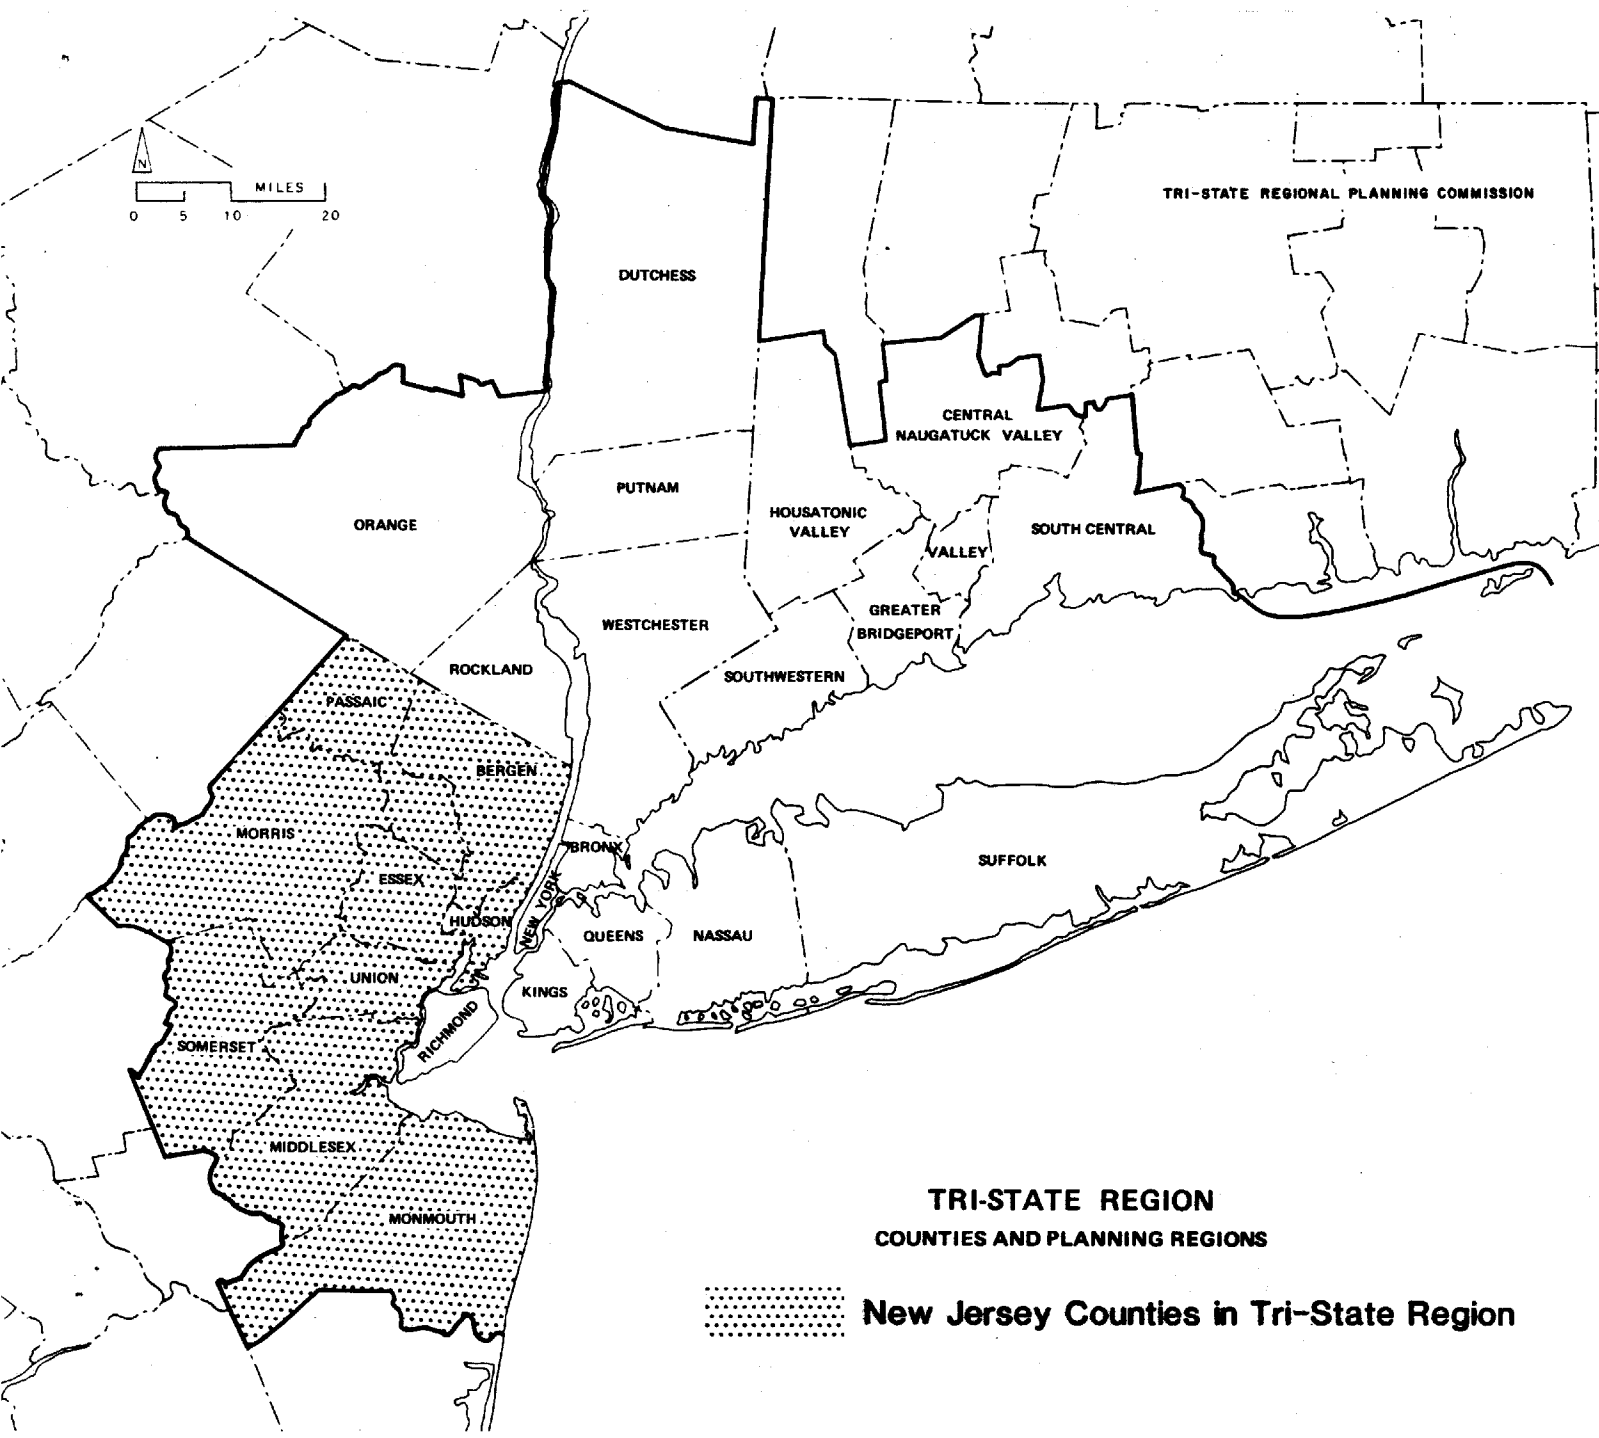 N
MILES
0 5 10 20
TRI-STATE REGIONAL PLANNING COMMISSION
DUTCHESS
CENTRAL
NAUGATUCK VALLEY
PUTNAM
HOUSATONIC
VALLEY
ORANGE
SOUTH CENTRAL
VALLEY
GREATER
BRIDGEPORT
WESTCHESTER
ROCKLAND
SOUTHWESTERN
PASSAIC
BERGEN
MORRIS
BRONX
SUFFOLK
ESSEX
NEW YORK
HUDSON
QUEENS
NASSAU
UNION
KINGS
RICHMOND
SOMERSET
MIDDLESEX
MONMOUTH
TRI-STATE REGION
COUNTIES AND PLANNING REGIONS
New Jersey Counties in Tri-State Region